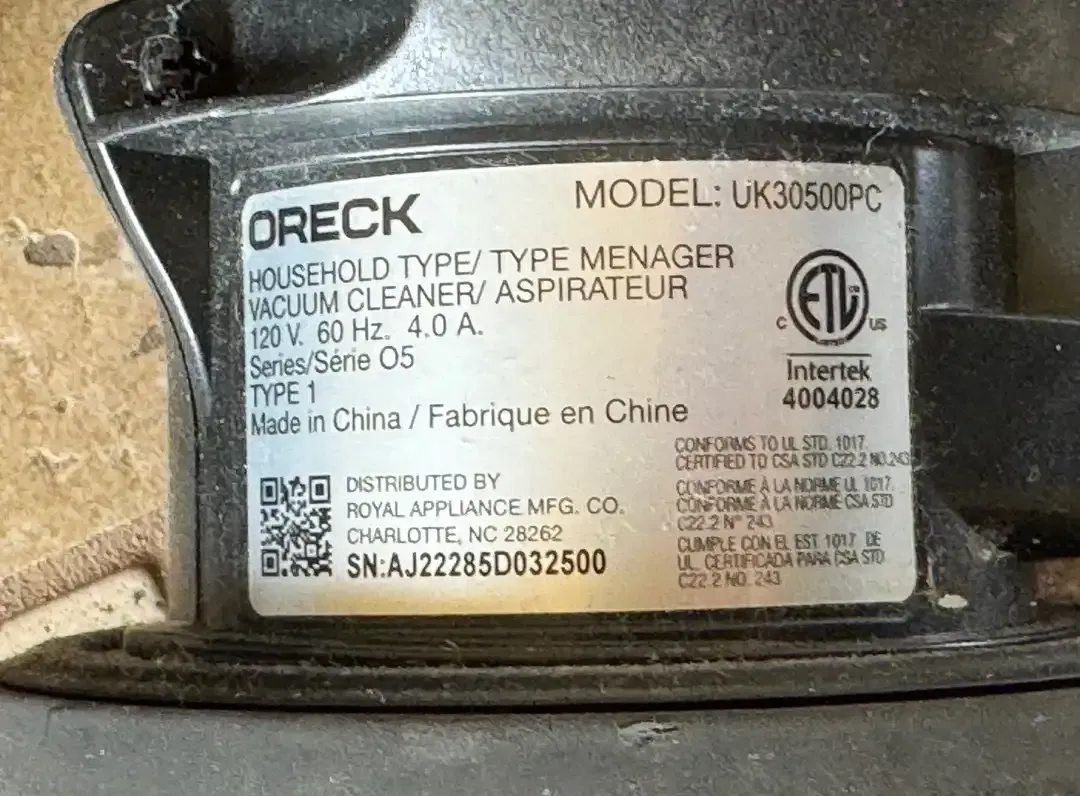 ORECK
MODEL: UK30500PC
HOUSEHOLD TYPE/ TYPE MENAGER
VACUUM CLEANER/ ASPIRATEUR
120 V. 60 Hz. 4.0 A.
Series/Série O5
TYPE 1
Made in China / Fabrique en Chine
ETL
CM
C
US
Intertek
4004028
CONFORMS TO UL STD. 1017.
CERTIFIED TO CSA STD C22.2 NO.243
CONFORME À LA NORME UL 1017.
CONFORME À LA NORME CSA STD
C22.2 N° 243
CUMPLE CON EL EST 1017 DE
UL. CERTIFICADA PARA CSA STD
C22.2 NO. 243
DISTRIBUTED BY
ROYAL APPLIANCE MFG. CO.
CHARLOTTE, NC 28262
SN:AJ22285D032500